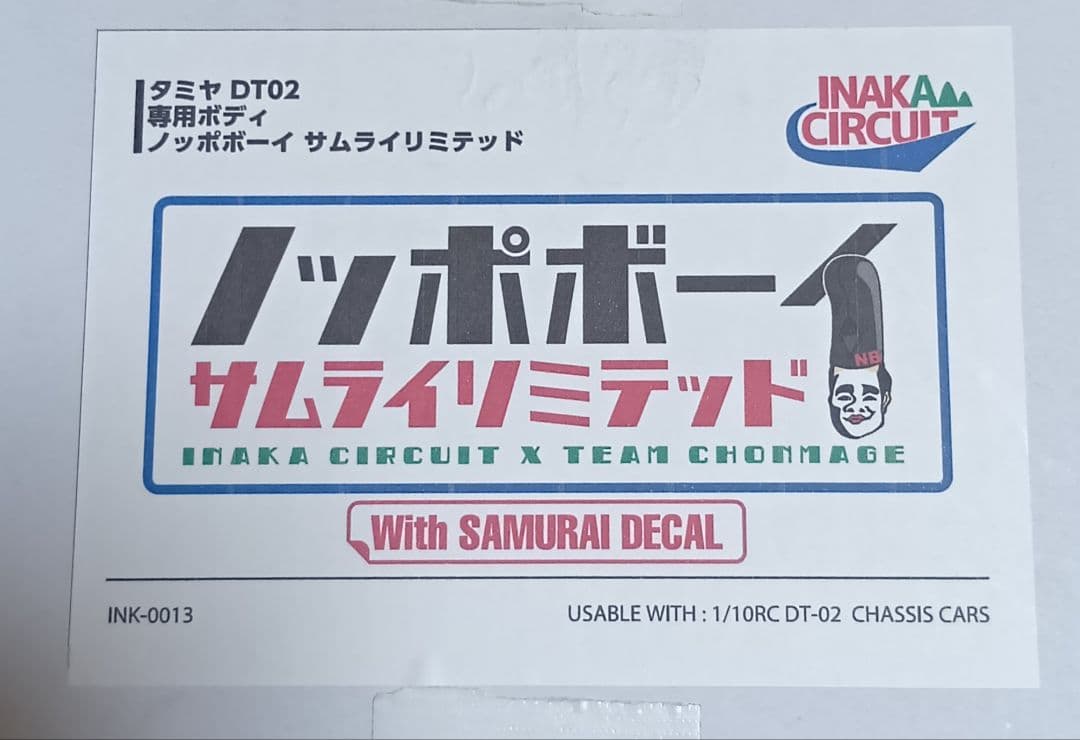 タミヤ DT02
専用ボディ
ノッポボーイ サムライリミテッド
INAKA
CIRCUIT
ノッポボーイ
NB
サムライリミテッド
INAKA CIRCUIT X TEAM CHONMAGE
With SAMURAI DECAL
INK-0013
USABLE WITH : 1/10RC DT-02 CHASSIS CARS